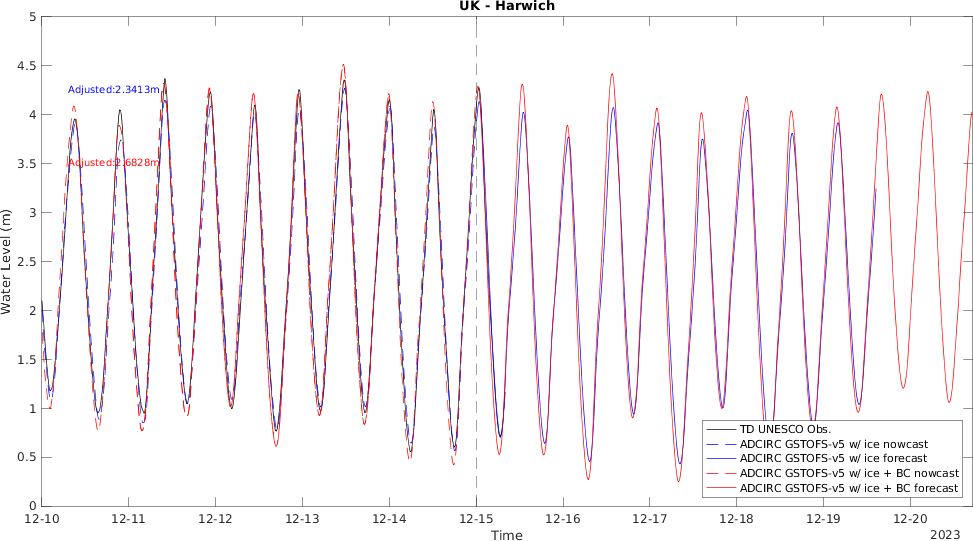 UK - Harwich
5
4.5
4
3.5
3
2.5
2
1.5
1
0.5
0
Water Level (m)
Adjusted:2.3413m
Adjusted:2.6828m
TD UNESCO Obs.
ADCIRC GSTOFS-v5 w/ ice nowcast
ADCIRC GSTOFS-v5 w/ ice forecast
ADCIRC GSTOFS-v5 w/ ice + BC nowcast
ADCIRC GSTOFS-v5 w/ ice + BC forecast
12-10 12-11 12-12 12-13 12-14 12-15 12-16 12-17 12-18 12-19 12-20
Time
2023